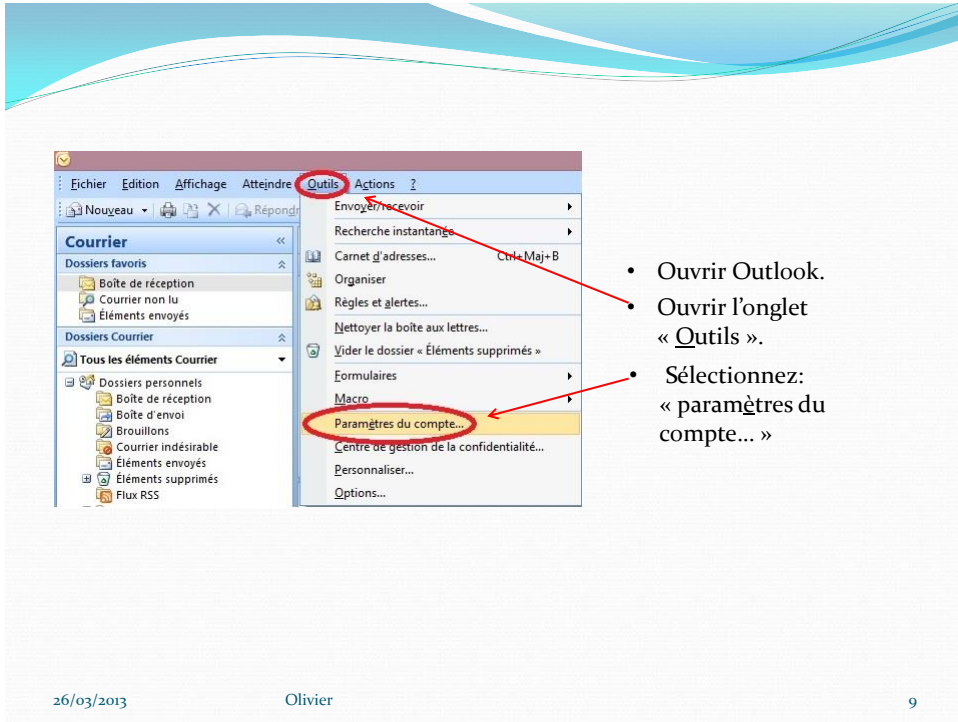 Fichier Edition Affichage Atteindre Outils Actions ?
Nouveau Répondr
Courrier «
Dossiers favoris
Boîte de réception
Courrier non lu
Éléments envoyés
Dossiers Courrier
Tous les éléments Courrier
Dossiers personnels
Boîte de réception
Boîte d'envoi
Brouillons
Courrier indésirable
Éléments envoyés
Éléments supprimés
Flux RSS
Envoyer/recevoir
Recherche instantanée
Carnet d'adresses... Ctrl+Maj+B
Organiser
Règles et alertes...
Nettoyer la boîte aux lettres...
Vider le dossier « Éléments supprimés »
Formulaires
Macro
Paramètres du compte...
Centre de gestion de la confidentialité...
Personnaliser...
Options...
• Ouvrir Outlook.
• Ouvrir l’onglet
« Outils ».
• Sélectionnez:
« paramètres du
compte… »
26/03/2013 Olivier 9